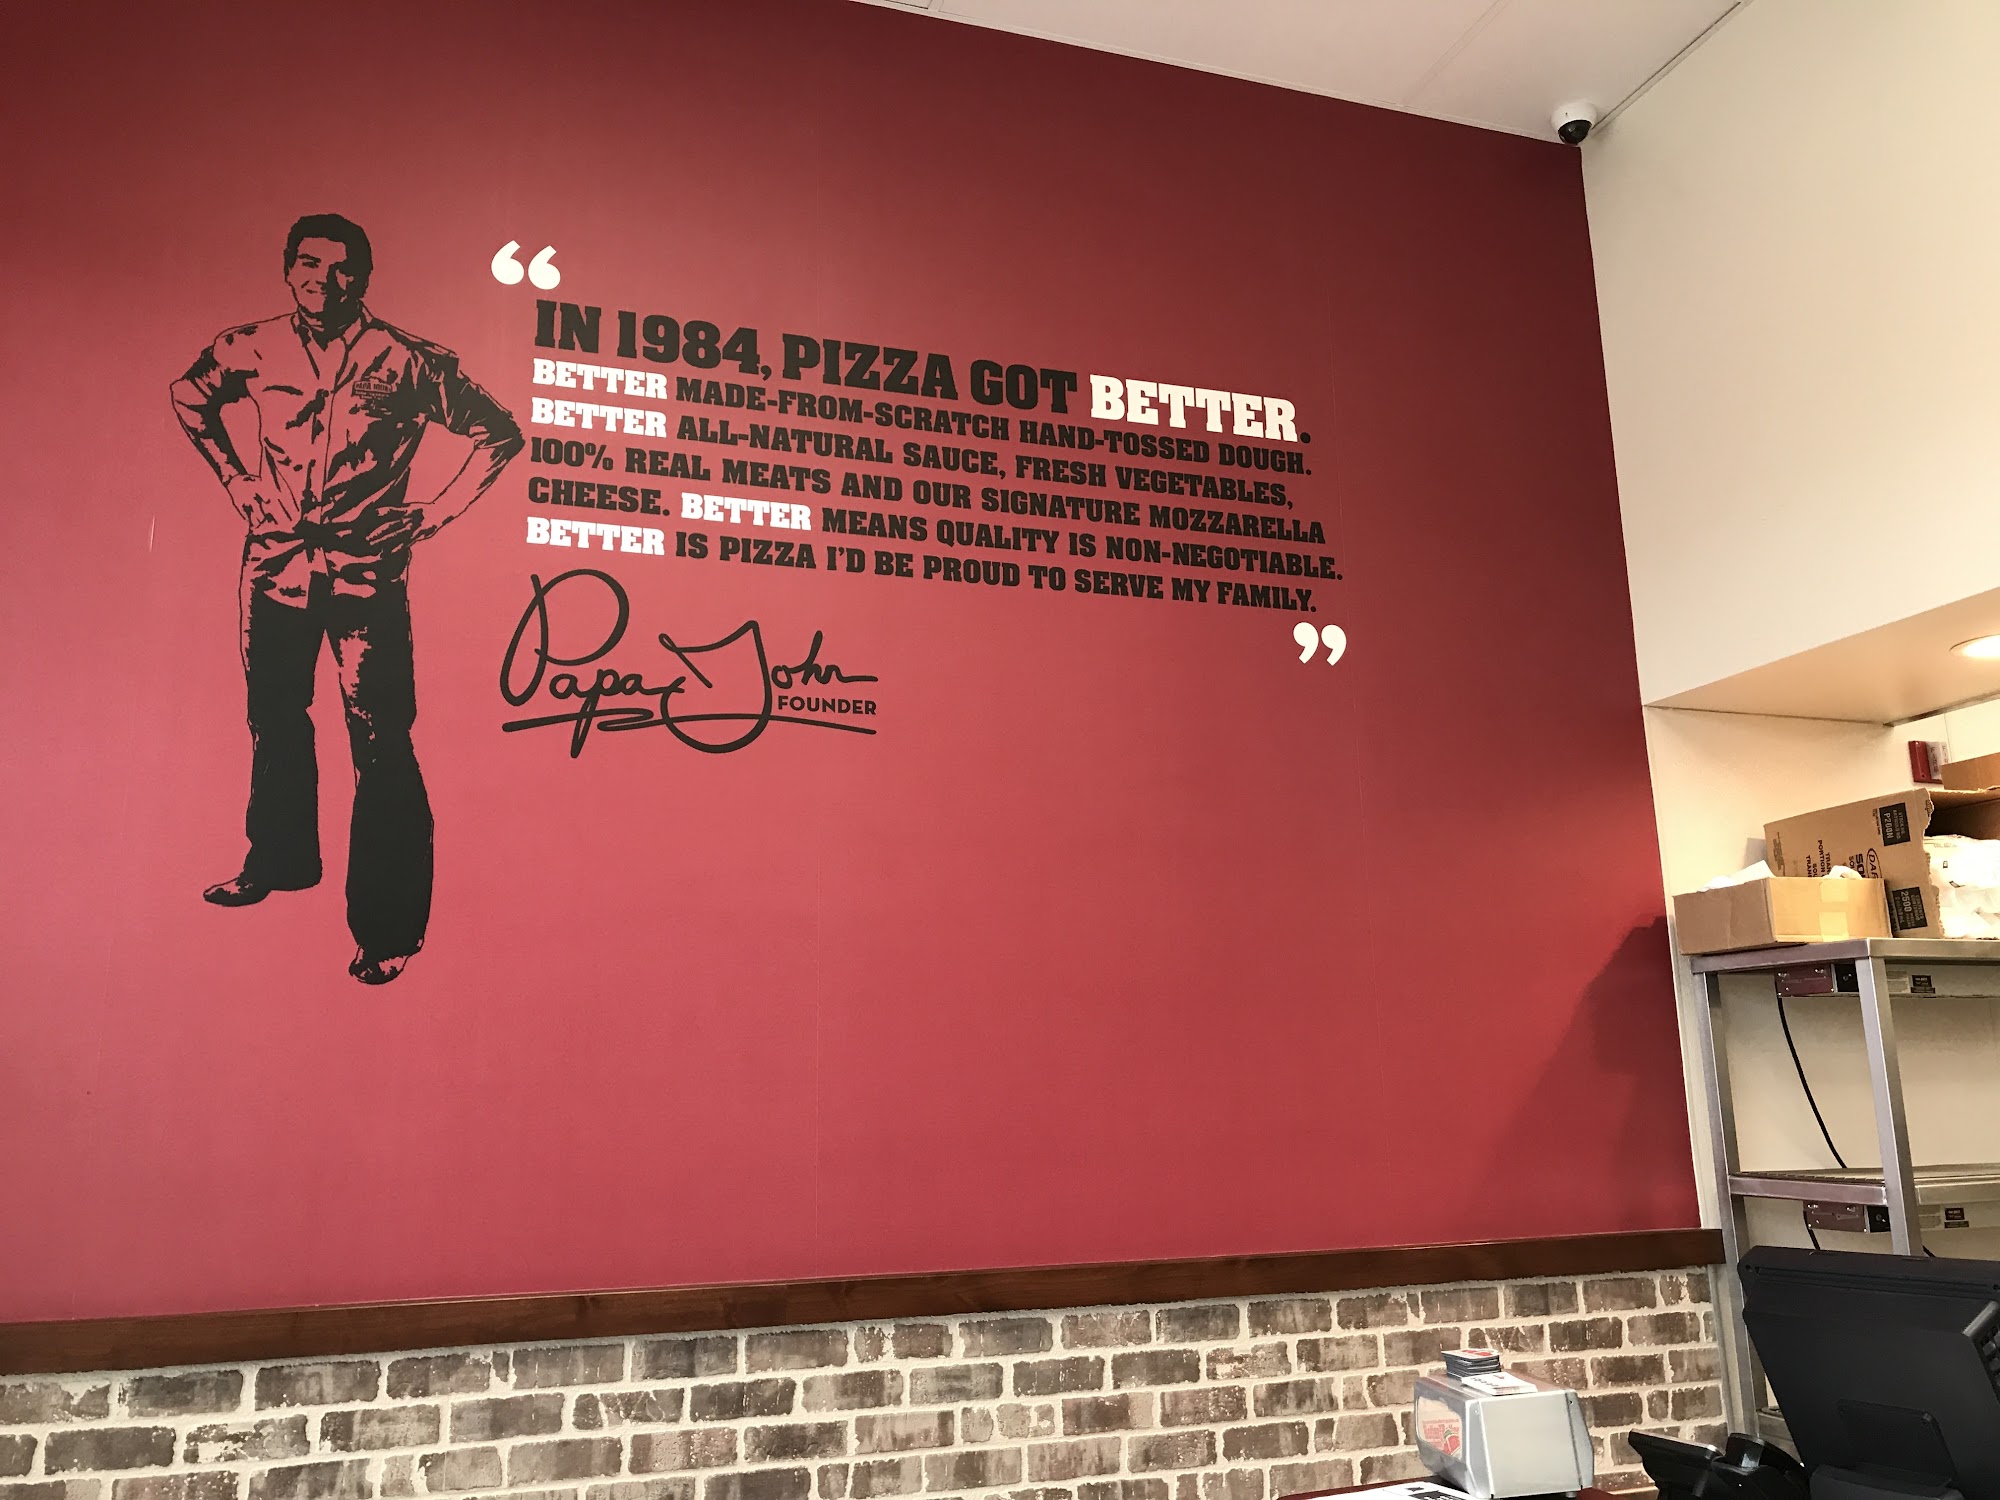 “
IN 1984, PIZZA GOT BETTER.
BETTER MADE-FROM-SCRATCH HAND-TOSSED DOUGH.
BETTER ALL-NATURAL SAUCE, FRESH VEGETABLES,
100% REAL MEATS AND OUR SIGNATURE MOZZARELLA
CHEESE. BETTER MEANS QUALITY IS NON-NEGOTIABLE.
BETTER IS PIZZA I'D BE PROUD TO SERVE MY FAMILY.
”
Papa John
FOUNDER
P200N
2500